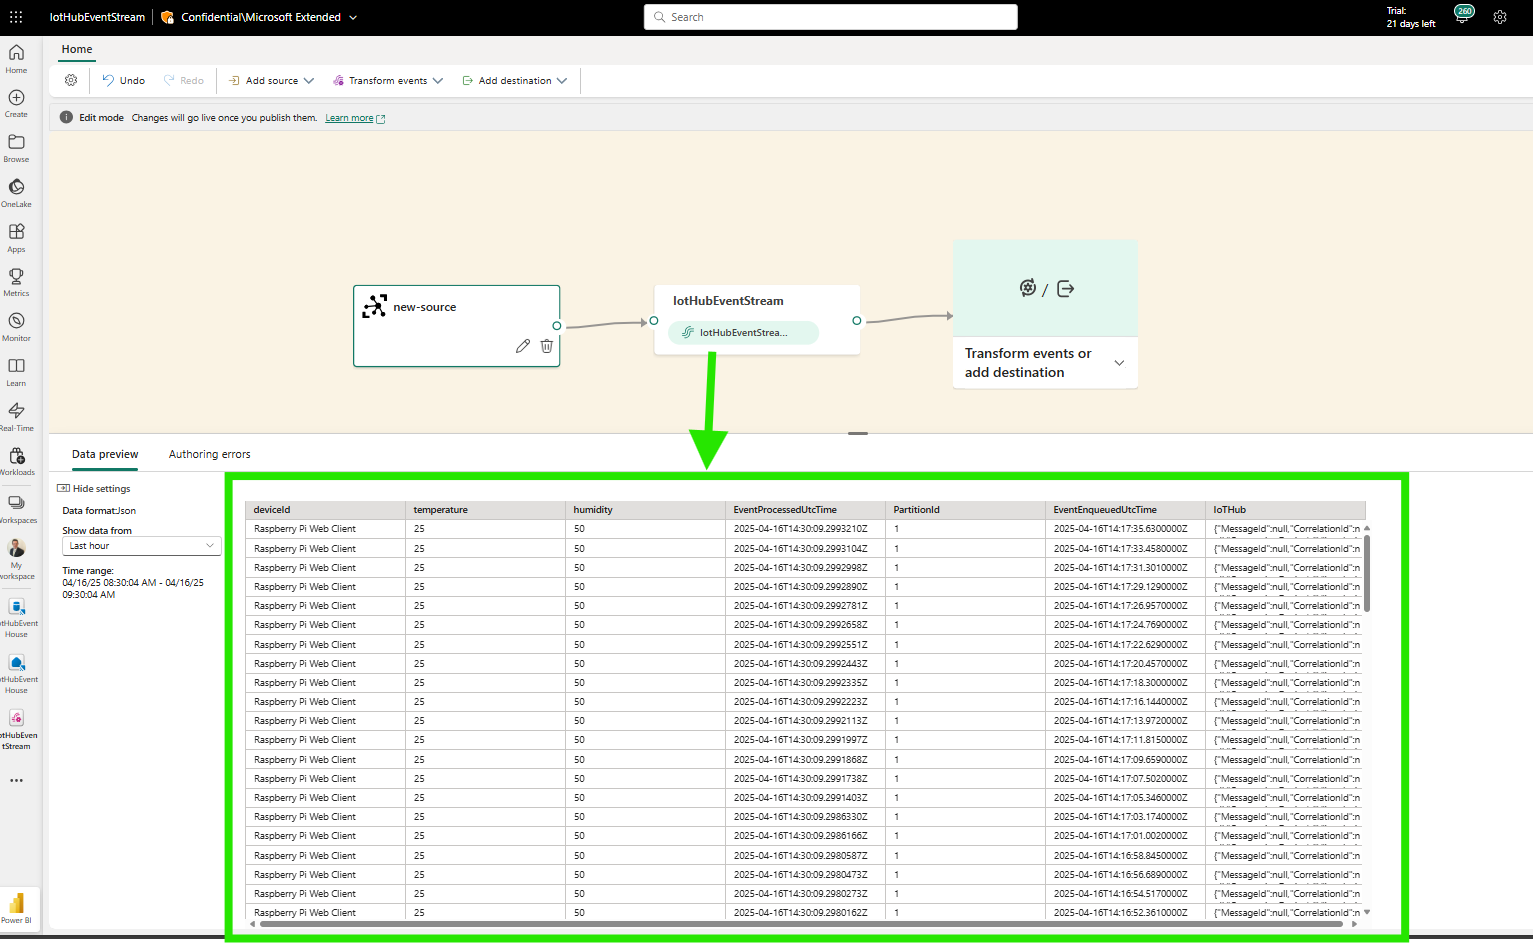 IotHubEventStream
Confidential\Microsoft Extended
Search
Trial:
21 days left
260
Home
Create
Browse
OneLake
Apps
Metrics
Monitor
Learn
Real-Time
Workloads
Workspaces
My
workspace
otHubEvent
House
otHubEvent
House
otHubEven
tStream
Power BI
Home
Undo
Redo
Add source
Transform events
Add destination
Edit mode Changes will go live once you publish them. Learn more
new-source
IotHubEventStream
IotHubEventStrea...
/
Transform events or
add destination
Data preview
Authoring errors
Hide settings
Data format:Json
Show data from
Last hour
Time range:
04/16/25 08:30:04 AM - 04/16/25
09:30:04 AM
deviceId temperature humidity EventProcessedUtcTime PartitionId EventEnqueuedUtcTime IoTHub
Raspberry Pi Web Client 25 50 2025-04-16T14:30:09.2993210Z 1 2025-04-16T14:17:35.6300000Z {"MessageId":null,"CorrelationId":n
Raspberry Pi Web Client 25 50 2025-04-16T14:30:09.2993104Z 1 2025-04-16T14:17:33.4580000Z {"MessageId":null,"CorrelationId":n
Raspberry Pi Web Client 25 50 2025-04-16T14:30:09.2992998Z 1 2025-04-16T14:17:31.3010000Z {"MessageId":null,"CorrelationId":n
Raspberry Pi Web Client 25 50 2025-04-16T14:30:09.2992890Z 1 2025-04-16T14:17:29.1290000Z {"MessageId":null,"CorrelationId":n
Raspberry Pi Web Client 25 50 2025-04-16T14:30:09.2992781Z 1 2025-04-16T14:17:26.9570000Z {"MessageId":null,"CorrelationId":n
Raspberry Pi Web Client 25 50 2025-04-16T14:30:09.2992658Z 1 2025-04-16T14:17:24.7690000Z {"MessageId":null,"CorrelationId":n
Raspberry Pi Web Client 25 50 2025-04-16T14:30:09.2992551Z 1 2025-04-16T14:17:22.6290000Z {"MessageId":null,"CorrelationId":n
Raspberry Pi Web Client 25 50 2025-04-16T14:30:09.2992443Z 1 2025-04-16T14:17:20.4570000Z {"MessageId":null,"CorrelationId":n
Raspberry Pi Web Client 25 50 2025-04-16T14:30:09.2992335Z 1 2025-04-16T14:17:18.3000000Z {"MessageId":null,"CorrelationId":n
Raspberry Pi Web Client 25 50 2025-04-16T14:30:09.2992223Z 1 2025-04-16T14:17:16.1440000Z {"MessageId":null,"CorrelationId":n
Raspberry Pi Web Client 25 50 2025-04-16T14:30:09.2992113Z 1 2025-04-16T14:17:13.9720000Z {"MessageId":null,"CorrelationId":n
Raspberry Pi Web Client 25 50 2025-04-16T14:30:09.2991997Z 1 2025-04-16T14:17:11.8150000Z {"MessageId":null,"CorrelationId":n
Raspberry Pi Web Client 25 50 2025-04-16T14:30:09.2991868Z 1 2025-04-16T14:17:09.6590000Z {"MessageId":null,"CorrelationId":n
Raspberry Pi Web Client 25 50 2025-04-16T14:30:09.2991738Z 1 2025-04-16T14:17:07.5020000Z {"MessageId":null,"CorrelationId":n
Raspberry Pi Web Client 25 50 2025-04-16T14:30:09.2991403Z 1 2025-04-16T14:17:05.3460000Z {"MessageId":null,"CorrelationId":n
Raspberry Pi Web Client 25 50 2025-04-16T14:30:09.2986330Z 1 2025-04-16T14:17:03.1740000Z {"MessageId":null,"CorrelationId":n
Raspberry Pi Web Client 25 50 2025-04-16T14:30:09.2986166Z 1 2025-04-16T14:17:01.0020000Z {"MessageId":null,"CorrelationId":n
Raspberry Pi Web Client 25 50 2025-04-16T14:30:09.2980587Z 1 2025-04-16T14:16:58.8450000Z {"MessageId":null,"CorrelationId":n
Raspberry Pi Web Client 25 50 2025-04-16T14:30:09.2980473Z 1 2025-04-16T14:16:56.6890000Z {"MessageId":null,"CorrelationId":n
Raspberry Pi Web Client 25 50 2025-04-16T14:30:09.2980273Z 1 2025-04-16T14:16:54.5170000Z {"MessageId":null,"CorrelationId":n
Raspberry Pi Web Client 25 50 2025-04-16T14:30:09.2980162Z 1 2025-04-16T14:16:52.3610000Z {"MessageId":null,"CorrelationId":n